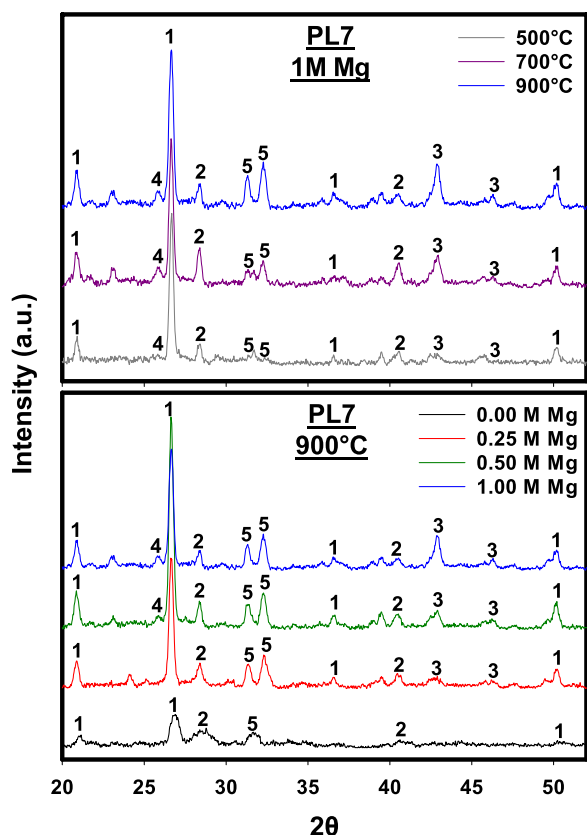 PL7
1M Mg
500°C
700°C
900°C
1
1 4 2 5 5 1 2 3 3 1
1 4 2 5 5 1 2 3 3 1
1 4 2 5 5 1 2 3 3 1
Intensity (a.u.)
PL7
900°C
0.00 M Mg
0.25 M Mg
0.50 M Mg
1.00 M Mg
1
1 4 2 5 5 1 2 3 3 1
1 4 2 5 5 1 2 3 3 1
1 2 5 5 1 2 3 3 1
1 2 5 2 1
20 25 30 35 40 45 50
2θ